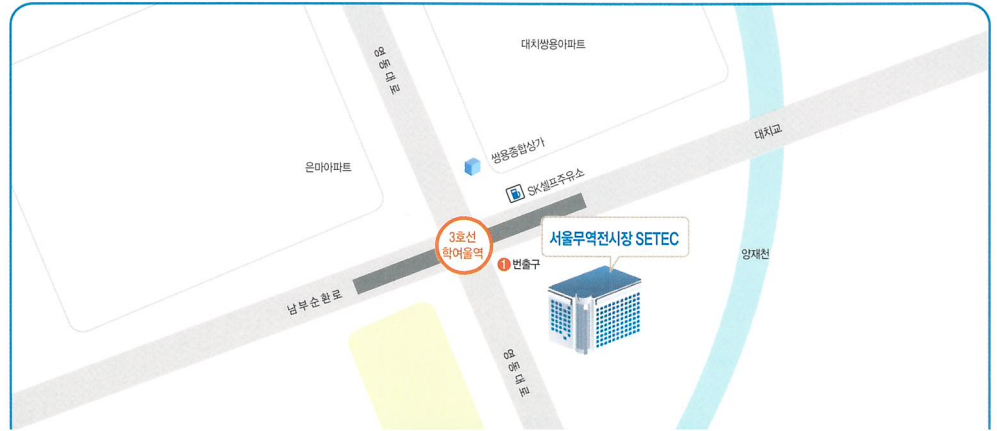 영동대로
대치쌍용아파트
대치교
쌍용종합상가
은마아파트
SK셀프주유소
3호선
학여울역
서울무역전시장 SETEC
양재천
1 번출구
남부순환로
영동대로